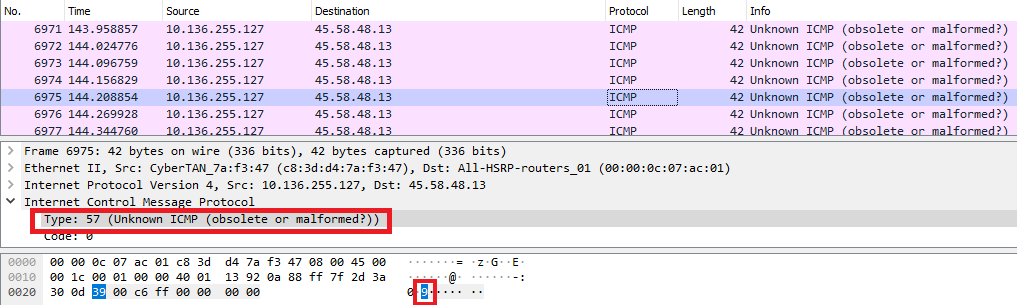 No. Time Source Destination Protocol Length Info
6971 143.958857 10.136.255.127 45.58.48.13 ICMP 42 Unknown ICMP (obsolete or malformed?)
6972 144.024776 10.136.255.127 45.58.48.13 ICMP 42 Unknown ICMP (obsolete or malformed?)
6973 144.096759 10.136.255.127 45.58.48.13 ICMP 42 Unknown ICMP (obsolete or malformed?)
6974 144.156829 10.136.255.127 45.58.48.13 ICMP 42 Unknown ICMP (obsolete or malformed?)
6975 144.208854 10.136.255.127 45.58.48.13 ICMP 42 Unknown ICMP (obsolete or malformed?)
6976 144.269928 10.136.255.127 45.58.48.13 ICMP 42 Unknown ICMP (obsolete or malformed?)
6977 144.344760 10.136.255.127 45.58.48.13 ICMP 42 Unknown ICMP (obsolete or malformed?)
Frame 6975: 42 bytes on wire (336 bits), 42 bytes captured (336 bits)
Ethernet II, Src: CyberTAN_7a:f3:47 (c8:3d:d4:7a:f3:47), Dst: All-HSRP-routers_01 (00:00:0c:07:ac:01)
Internet Protocol Version 4, Src: 10.136.255.127, Dst: 45.58.48.13
Internet Control Message Protocol
Type: 57 (Unknown ICMP (obsolete or malformed?))
Code: 0
0000 00 00 0c 07 ac 01 c8 3d d4 7a f3 47 08 00 45 00 ·······= ·z·G··E·
0010 00 1c 00 01 00 00 40 01 13 92 0a 88 ff 7f 2d 3a ······@· ······-:
0020 30 0d 39 00 c6 ff 00 00 00 00 0·9····· ··